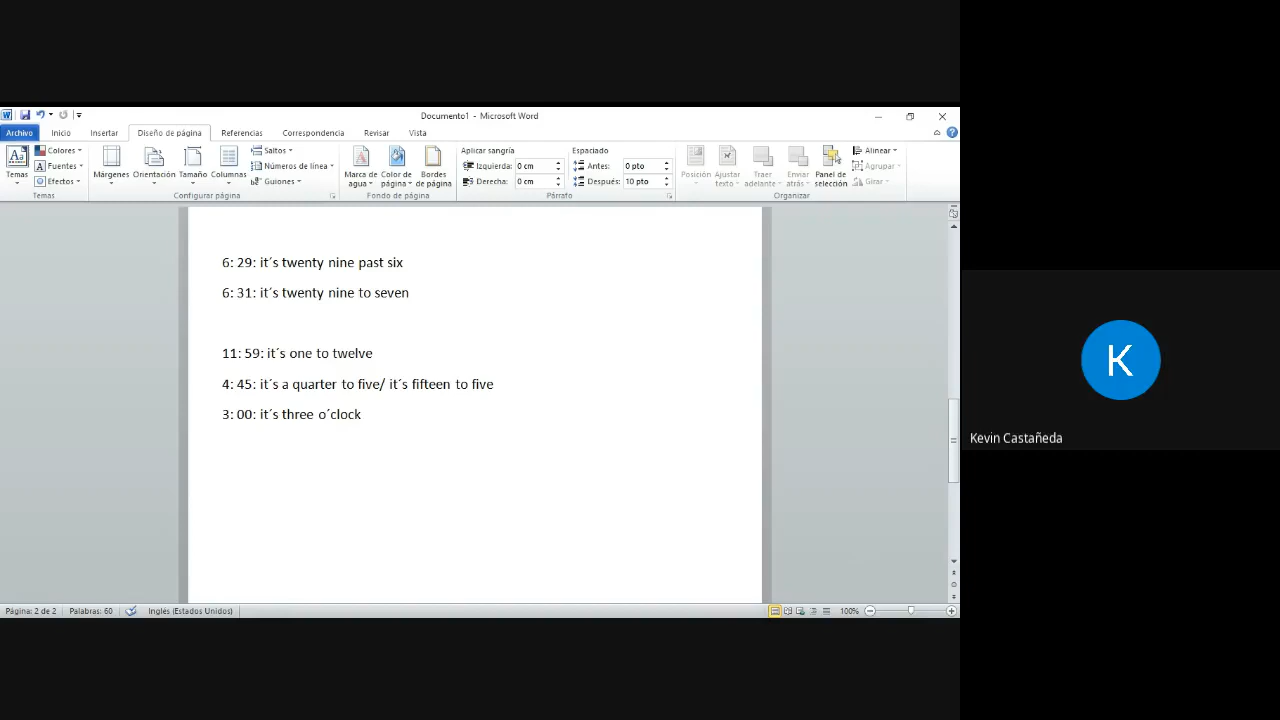 Documento1 - Microsoft Word
Archivo Inicio Insertar Diseño de página Referencias Correspondencia Revisar Vista
Temas
Colores
Fuentes
Efectos
Temas
Márgenes
Orientación
Tamaño
Columnas
Saltos
Números de línea
Guiones
Configurar página
Marca de agua
Color de página
Bordes de página
Fondo de página
Aplicar sangría
Izquierda: 0 cm
Derecha: 0 cm
Espaciado
Antes: 0 pto
Después: 10 pto
Párrafo
Posición
Ajustar texto
Traer adelante
Enviar atrás
Panel de selección
Alinear
Agrupar
Girar
Organizar
6: 29: it´s twenty nine past six
6: 31: it´s twenty nine to seven
11: 59: it´s one to twelve
4: 45: it´s a quarter to five/ it´s fifteen to five
3: 00: it´s three o´clock
Página: 2 de 2 Palabras: 60 Inglés (Estados Unidos) 100%
K
Kevin Castañeda